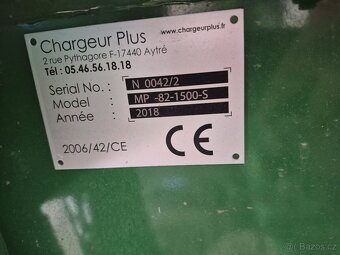 Chargeur Plus
www.chargeurplus.fr
2 rue Pythagore F-17440 Aytré
Tél : 05.46.56.18.18
Serial No. : N 0042/2
Model : MP -82-1500-S
Année : 2018
2006/42/CE CE
Bazoš.cz